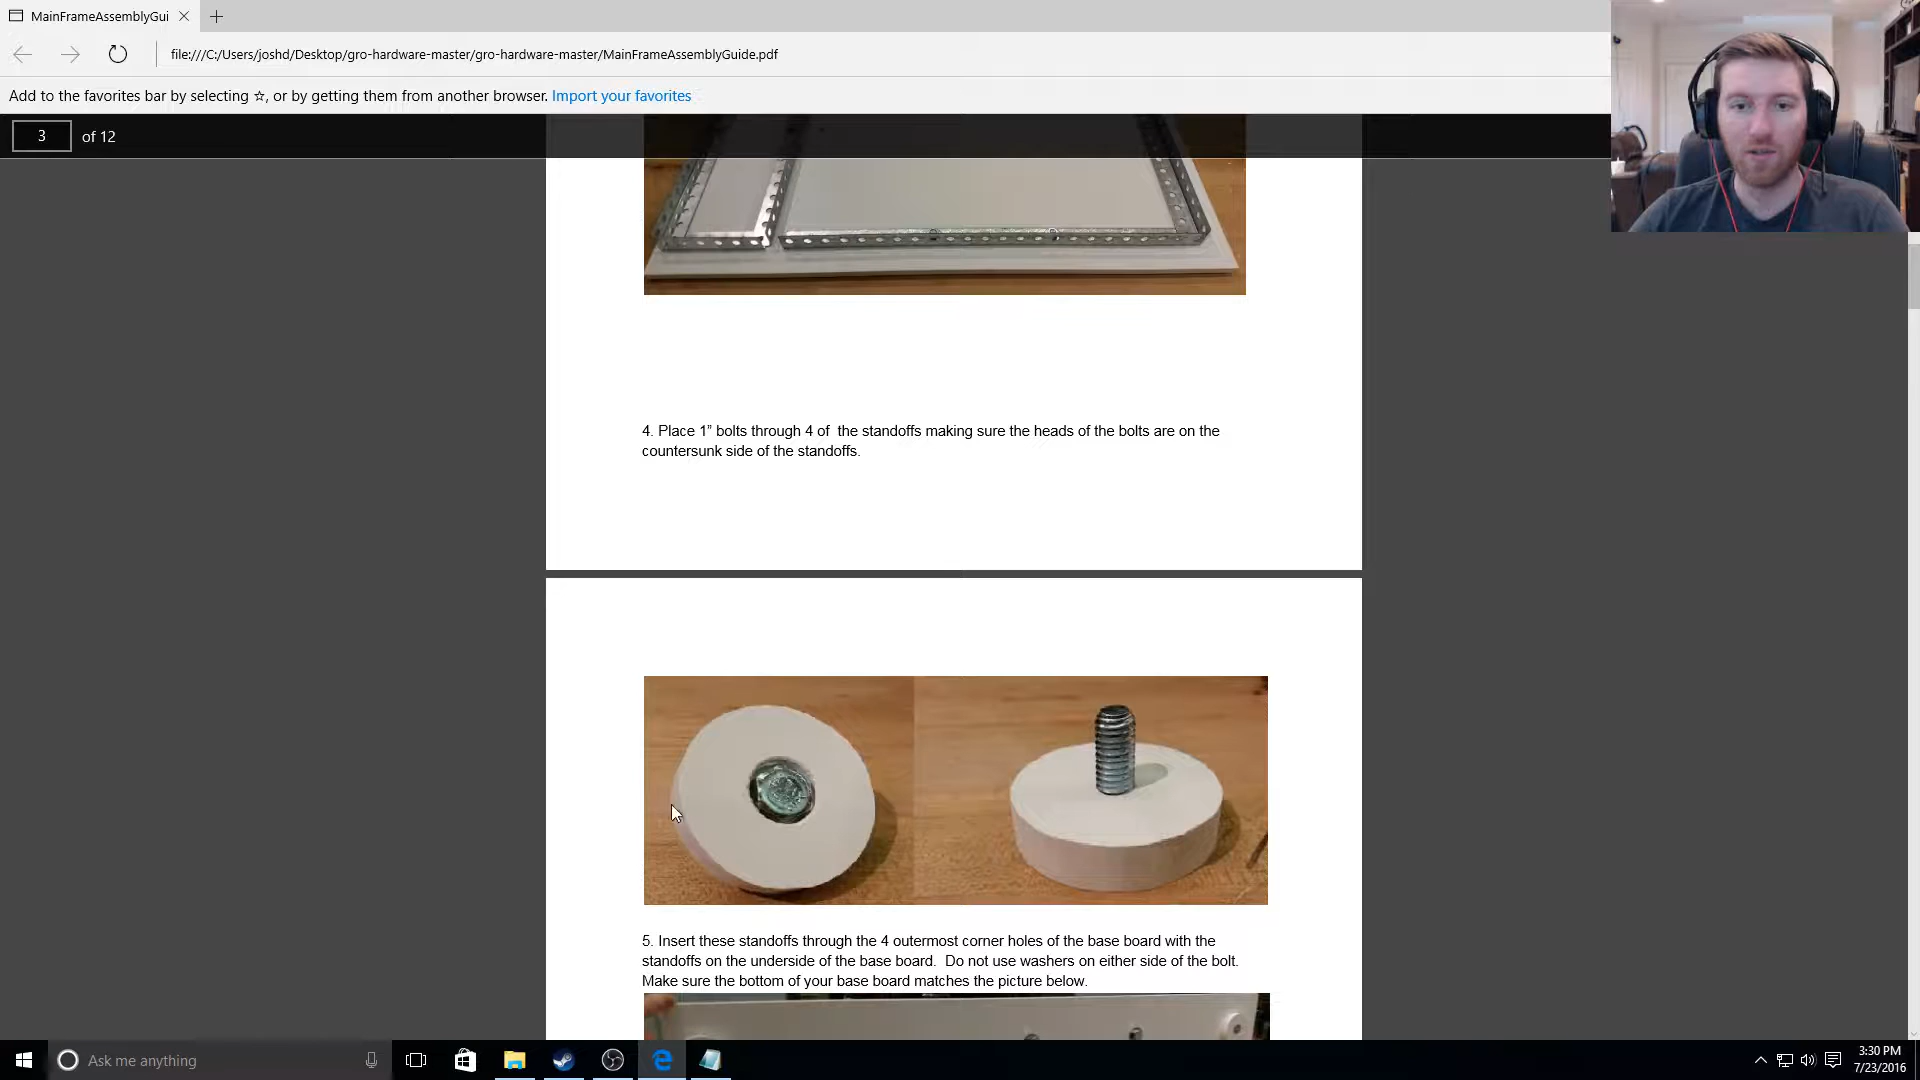 MainFrameAssemblyGui
file:///C:/Users/joshd/Desktop/gro-hardware-master/gro-hardware-master/MainFrameAssemblyGuide.pdf
Add to the favorites bar by selecting ☆, or by getting them from another browser. Import your favorites
3 of 12
4. Place 1” bolts through 4 of the standoffs making sure the heads of the bolts are on the
countersunk side of the standoffs.
5. Insert these standoffs through the 4 outermost corner holes of the base board with the
standoffs on the underside of the base board. Do not use washers on either side of the bolt.
Make sure the bottom of your base board matches the picture below.
Ask me anything
3:30 PM
7/23/2016